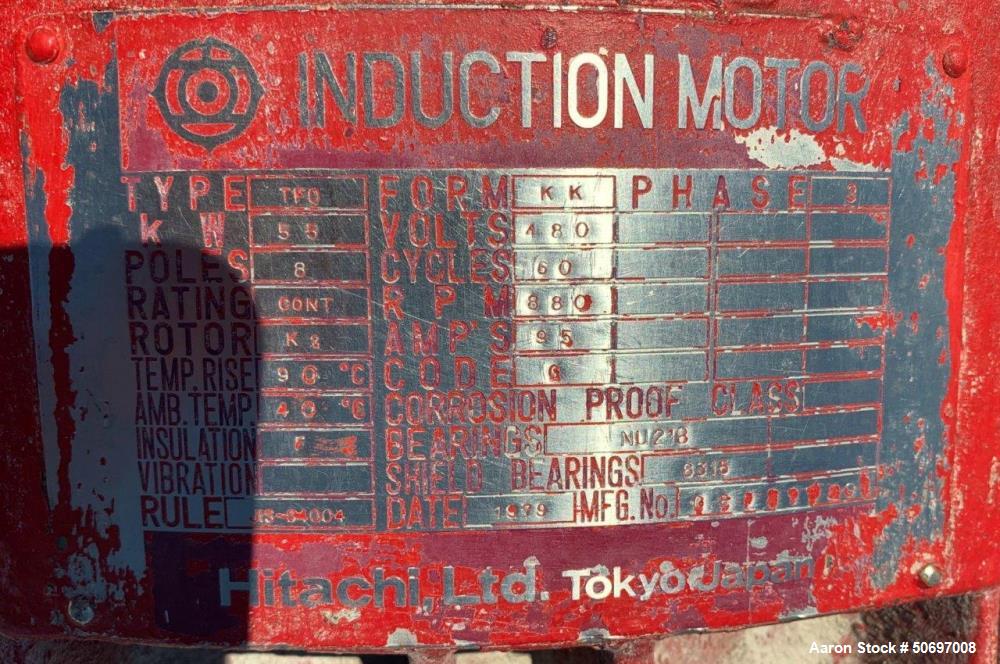 INDUCTION MOTOR
TYPE TFO FORM KK PHASE 3
KW 55 VOLTS 480
POLES 8 CYCLES 60
RATING CONT RPM 880
ROTOR AMP'S 95
TEMP.RISE 90 °C CODE G
AMB.TEMP. 40 °C CORROSION PROOF CLASS
INSULATION F BEARINGS
VIBRATION SHIELD BEARINGS
RULE DATE 1979 MFG.No.
Hitachi, Ltd. Tokyo Japan
Aaron Stock # 50697008